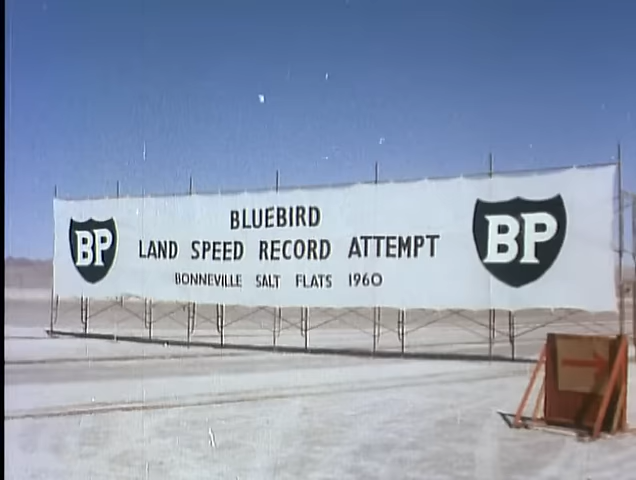 BP
BLUEBIRD
LAND SPEED RECORD ATTEMPT
BONNEVILLE SALT FLATS 1960
BP